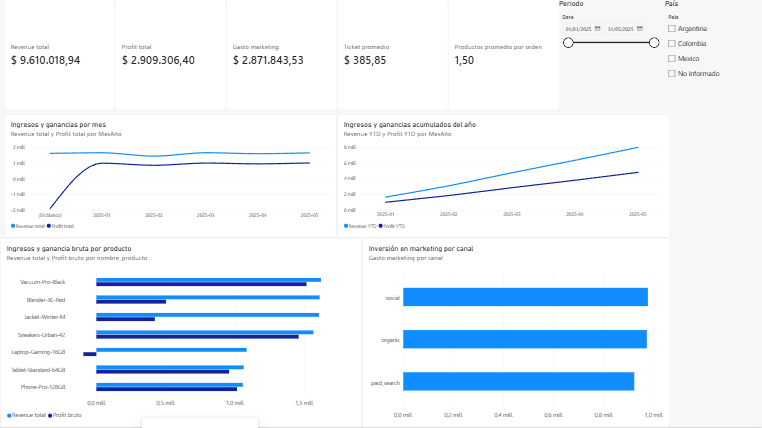 Periodo
País
Data
País
01/01/2025
31/05/2025
Argentina
Colombia
Mexico
No informado
Revenue total
$ 9.610.018,94
Profit total
$ 2.909.306,40
Gasto marketing
$ 2.871.843,53
Ticket promedio
$ 385,85
Productos promedio por orden
1,50
Ingresos y ganancias por mes
Revenue total y Profit total por MesAño
2 mill.
1 mill.
0 mill.
−1 mill.
−2 mill.
(En blanco)
2025-01
2025-02
2025-03
2025-04
2025-05
Revenue total
Profit total
Ingresos y ganancias acumulados del año
Revenue YTD y Profit YTD por MesAño
8 mill.
6 mill.
4 mill.
2 mill.
0 mill.
2025-01
2025-02
2025-03
2025-04
2025-05
Revenue YTD
Profit YTD
Ingresos y ganancia bruta por producto
Revenue total y Profit bruto por nombre_producto
Vacuum-Pro-Black
Blender-XL-Red
Jacket-Winter-M
Sneakers-Urban-42
Laptop-Gaming-16GB
Tablet-Standard-64GB
Phone-Pro-128GB
0,0 mill.
0,5 mill.
1,0 mill.
1,5 mill.
Revenue total
Profit bruto
Inversión en marketing por canal
Gasto marketing por canal
social
organic
paid_search
0,0 mill.
0,2 mill.
0,4 mill.
0,6 mill.
0,8 mill.
1,0 mill.